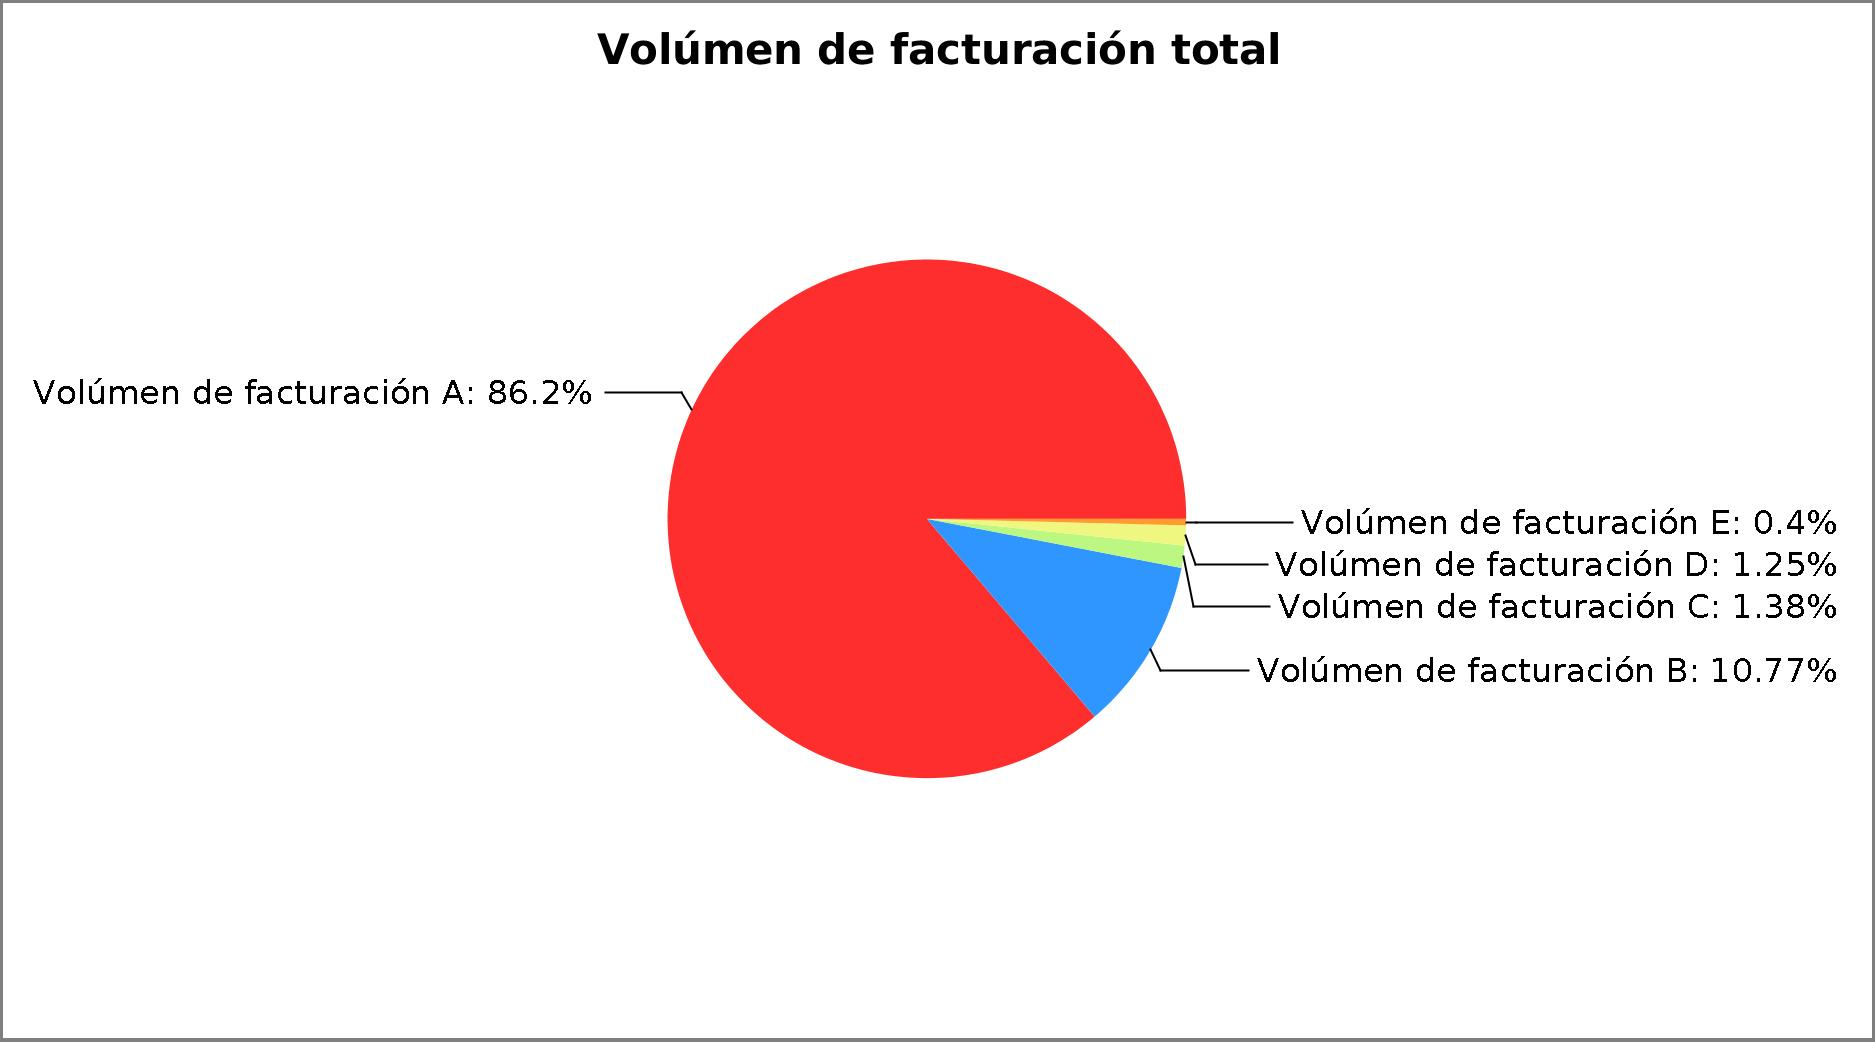 Volúmen de facturación total
Volúmen de facturación A: 86.2%
Volúmen de facturación E: 0.4%
Volúmen de facturación D: 1.25%
Volúmen de facturación C: 1.38%
Volúmen de facturación B: 10.77%